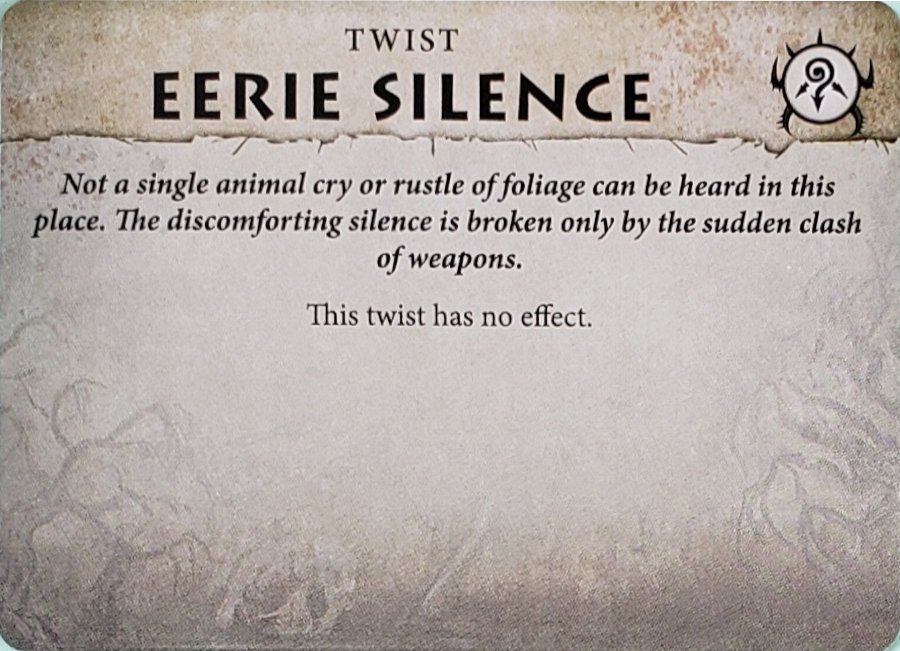 TWIST
EERIE SILENCE
Not a single animal cry or rustle of foliage can be heard in this
place. The discomforting silence is broken only by the sudden clash
of weapons.
This twist has no effect.